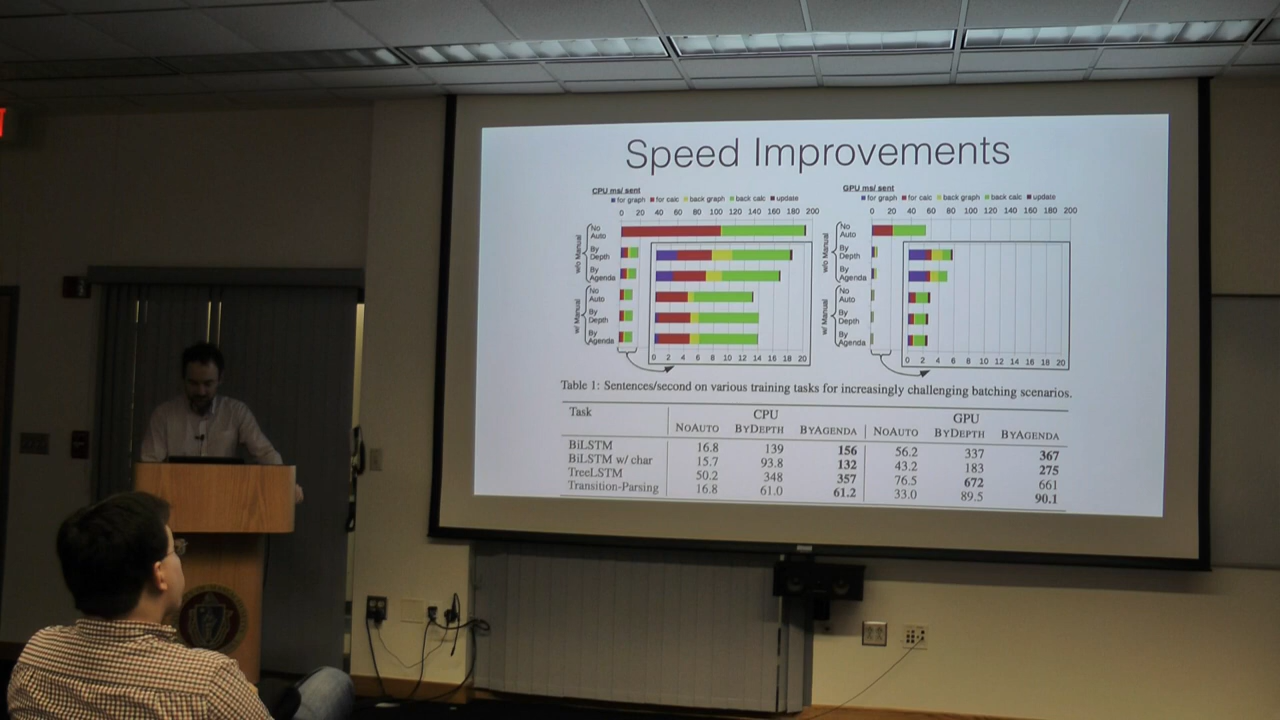 Speed Improvements
CPU ms/ sent
for graph for calc back graph back calc update
0 20 40 60 80 100 120 140 160 180 200
w/o Manual
No Auto
By Depth
By Agenda
w/ Manual
No Auto
By Depth
By Agenda
0 2 4 6 8 10 12 14 16 18 20
GPU ms/ sent
for graph for calc back graph back calc update
0 20 40 60 80 100 120 140 160 180 200
w/o Manual
No Auto
By Depth
By Agenda
w/ Manual
No Auto
By Depth
By Agenda
0 2 4 6 8 10 12 14 16 18 20
Table 1: Sentences/second on various training tasks for increasingly challenging batching scenarios.
Task CPU GPU
NOAUTO BYDEPTH BYAGENDA NOAUTO BYDEPTH BYAGENDA
BiLSTM 16.8 139 156 56.2 337 367
BiLSTM w/ char 15.7 93.8 132 43.2 183 275
TreeLSTM 50.2 348 357 76.5 672 661
Transition-Parsing 16.8 61.0 61.2 33.0 89.5 90.1